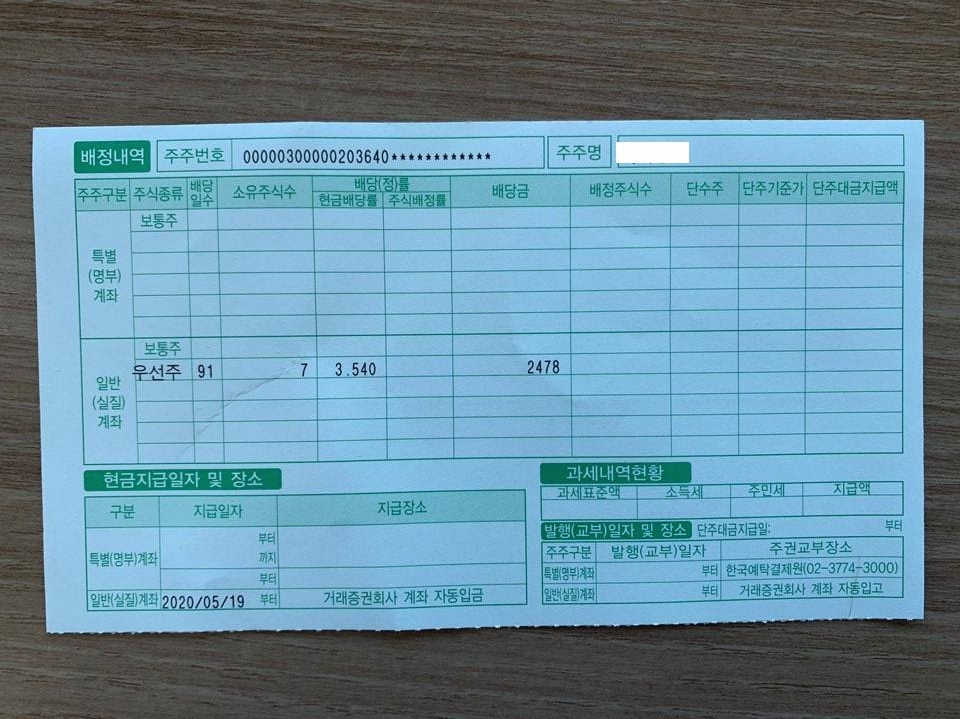 배정내역 주주번호 00000300000203640************ 주주명
주주구분 주식종류 배당일수 소유주식수 배당(정)률 현금배당률 주식배정률 배당금 배정주식수 단수주 단주기준가 단주대금지급액
특별(명부)계좌 보통주
일반(실질)계좌 보통주
우선주 91 7 3.540 2478
현금지급일자 및 장소
구분 지급일자 지급장소
특별(명부)계좌 부터
까지
부터
일반(실질)계좌 2020/05/19 부터 거래증권회사 계좌 자동입금
과세내역현황
과세표준액 소득세 주민세 지급액
발행(교부)일자 및 장소 단주대금지급일: 부터
주주구분 발행(교부)일자 주권교부장소
특별(명부)계좌 부터 한국예탁결제원(02-3774-3000)
일반(실질)계좌 부터 거래증권회사 계좌 자동입고